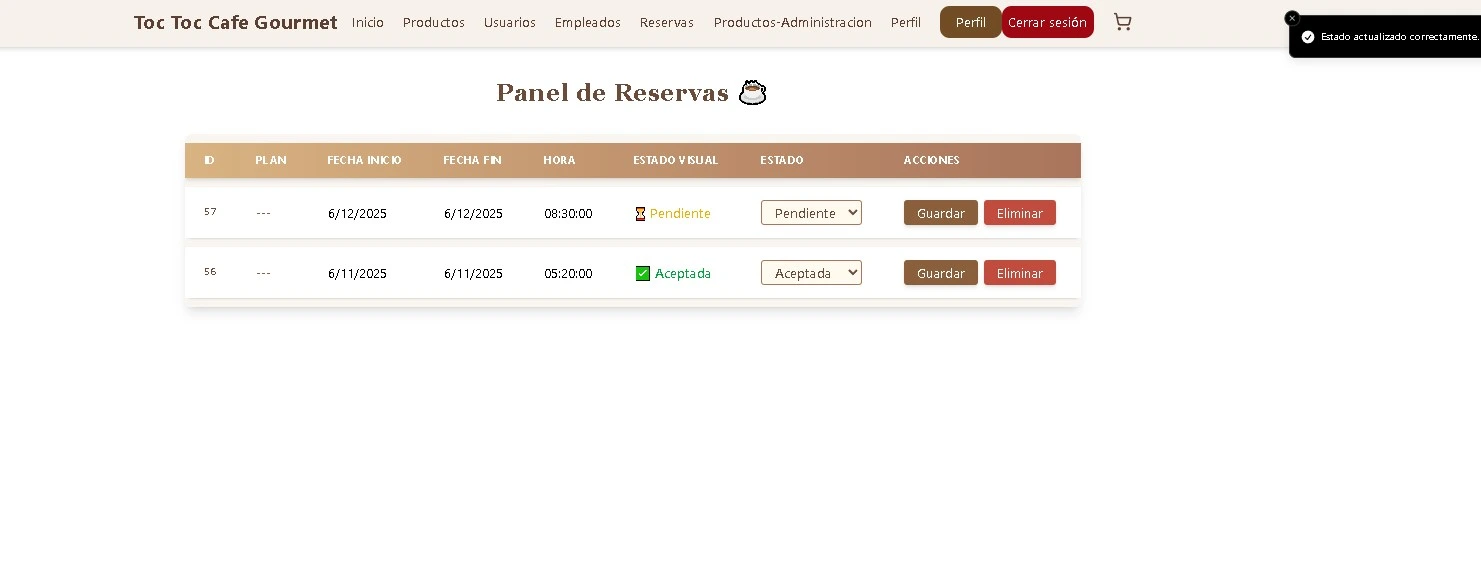 Toc Toc Cafe Gourmet Inicio Productos Usuarios Empleados Reservas Productos-Administracion Perfil Perfil Cerrar sesión
Estado actualizado correctamente.
Panel de Reservas
ID PLAN FECHA INICIO FECHA FIN HORA ESTADO VISUAL ESTADO ACCIONES
57 --- 6/12/2025 6/12/2025 08:30:00 Pendiente Pendiente Guardar Eliminar
56 --- 6/11/2025 6/11/2025 05:20:00 Aceptada Aceptada Guardar Eliminar